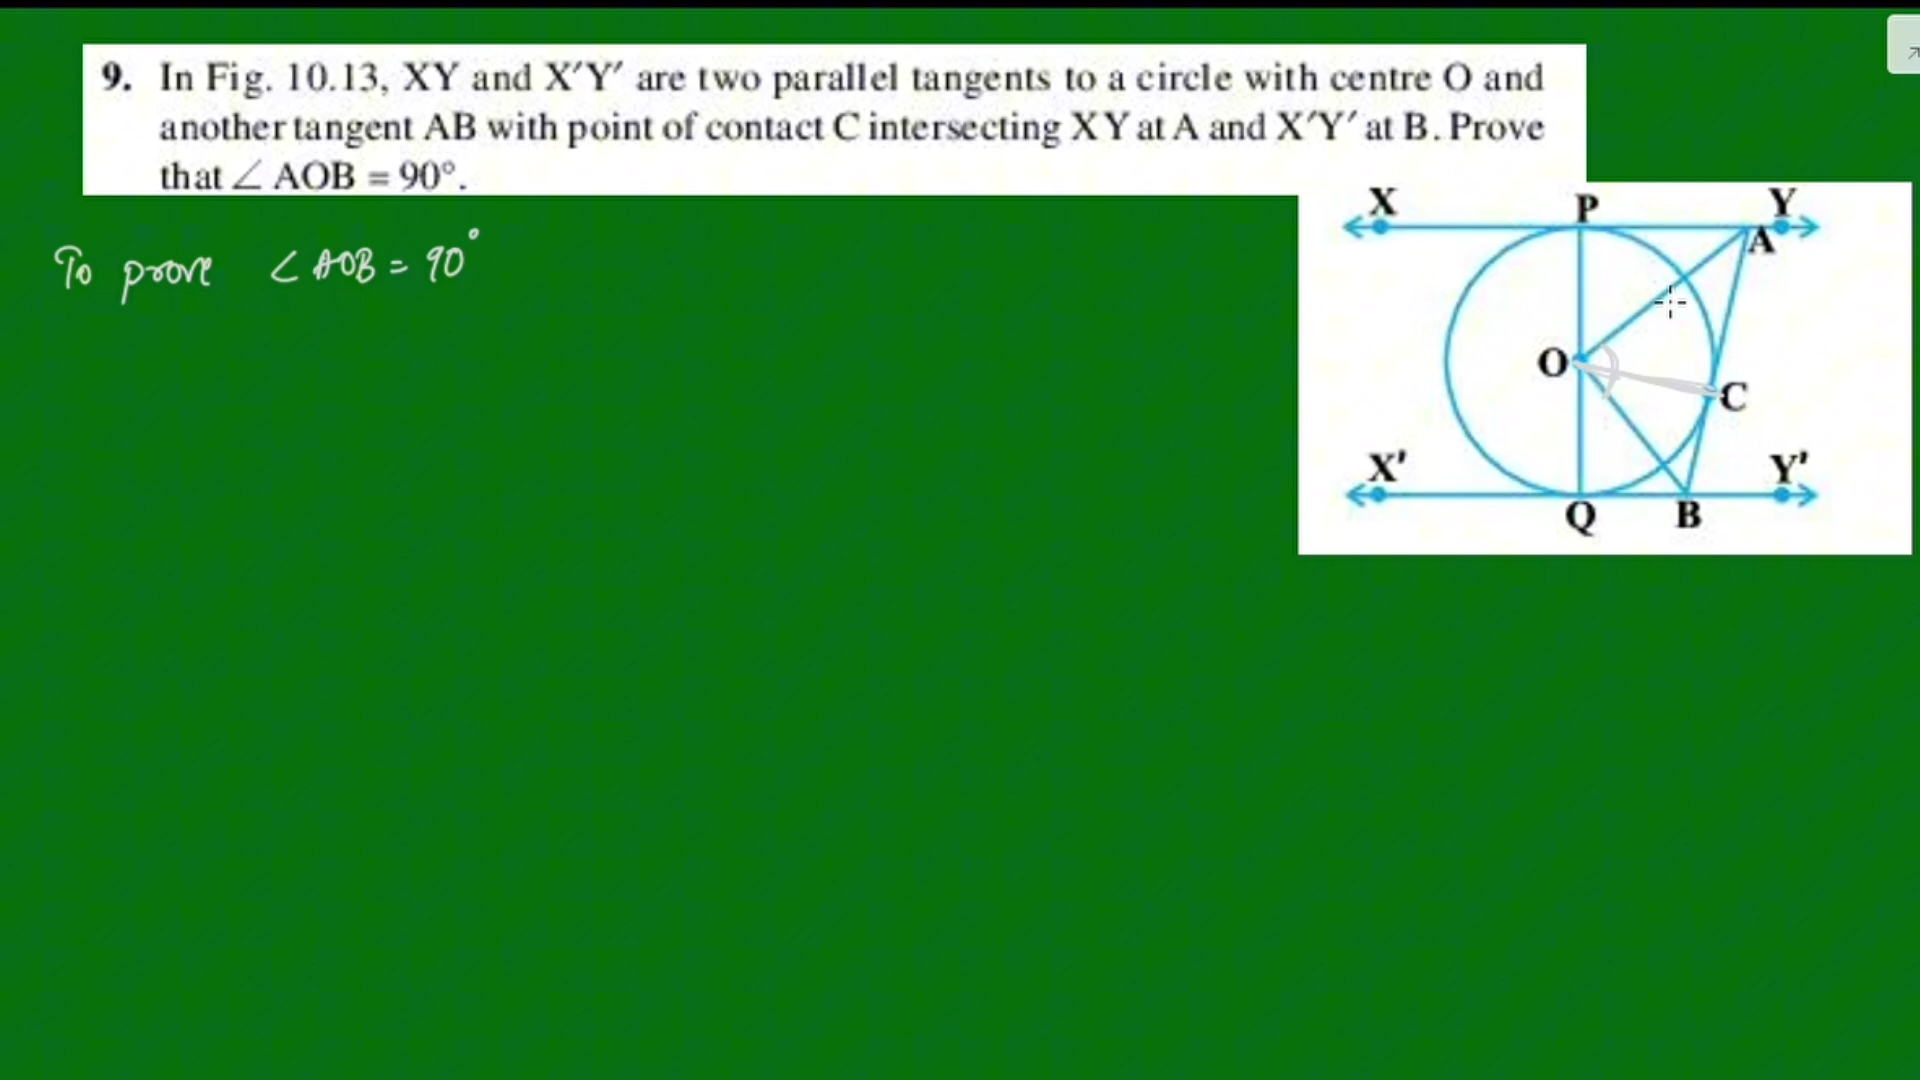 9. In Fig. 10.13, XY and X′Y′ are two parallel tangents to a circle with centre O and
another tangent AB with point of contact C intersecting XY at A and X′Y′ at B. Prove
that ∠ AOB = 90°.
To prove ∠ AOB = 90°
X P Y
A
O
C
X' Y'
Q B